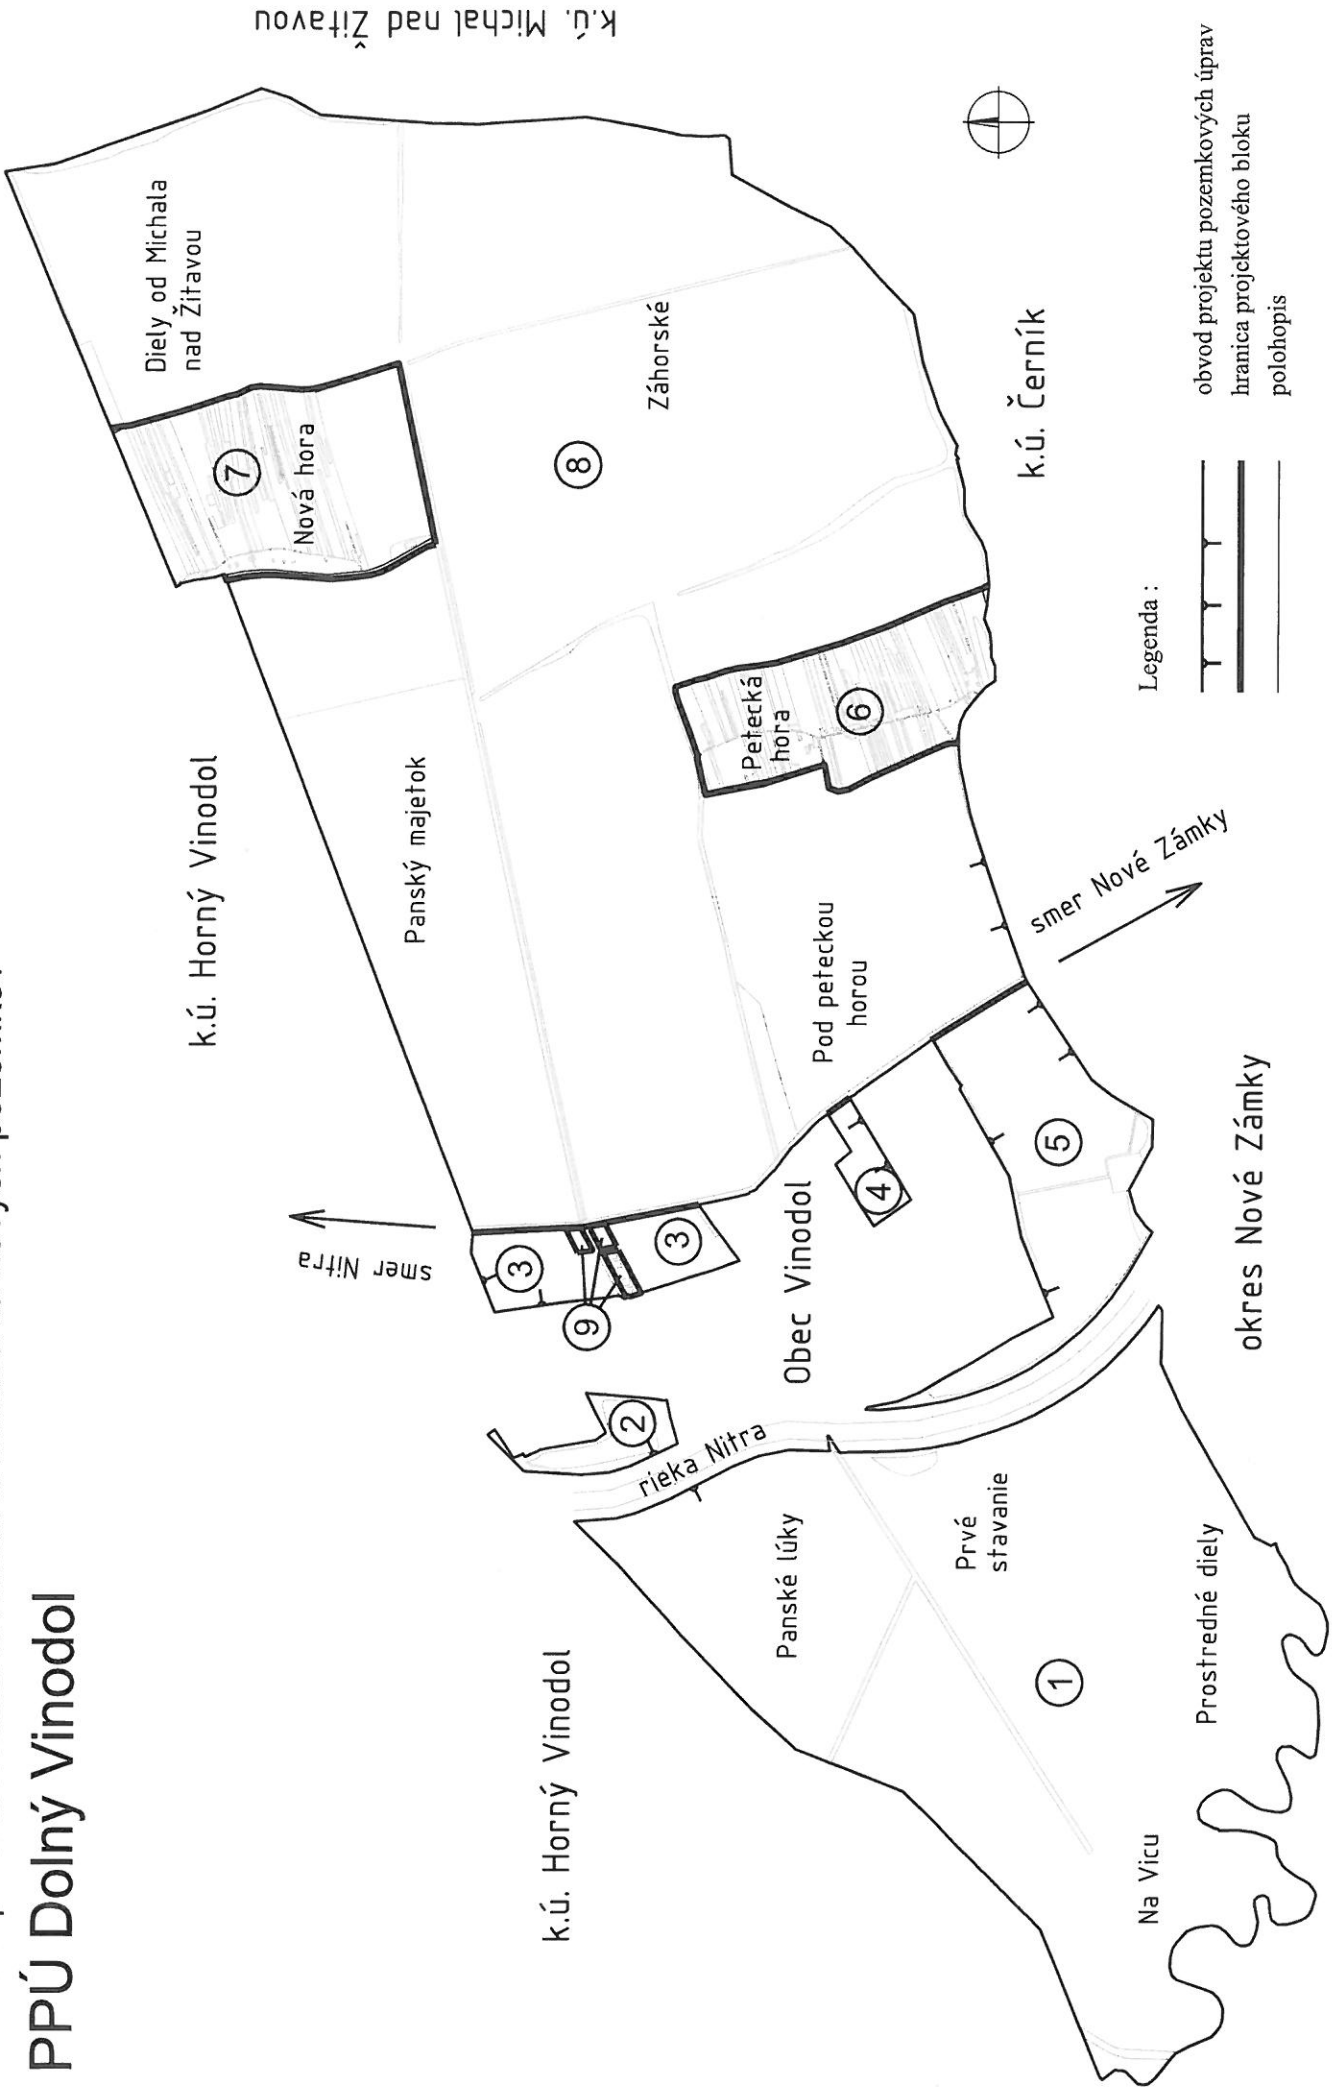 PPÚ Dolný Vinodol
k.ú. Horný Vinodol
k.ú. Horný Vinodol
k.ú. Michal nad Žitavou
Diely od Michala
nad Žitavou
7
Nová hora
Panský majetok
smer Nitra
8
Záhorské
3
9
3
2
rieka Nitra
Petecká
hora
6
Pod peteckou
horou
Obec Vinodol
4
5
Panské lúky
Prvé
stavanie
1
Prostredné diely
Na Vicu
k.ú. Černík
smer Nové Zámky
okres Nové Zámky
Legenda :
obvod projektu pozemkových úprav
hranica projektového bloku
polohopis